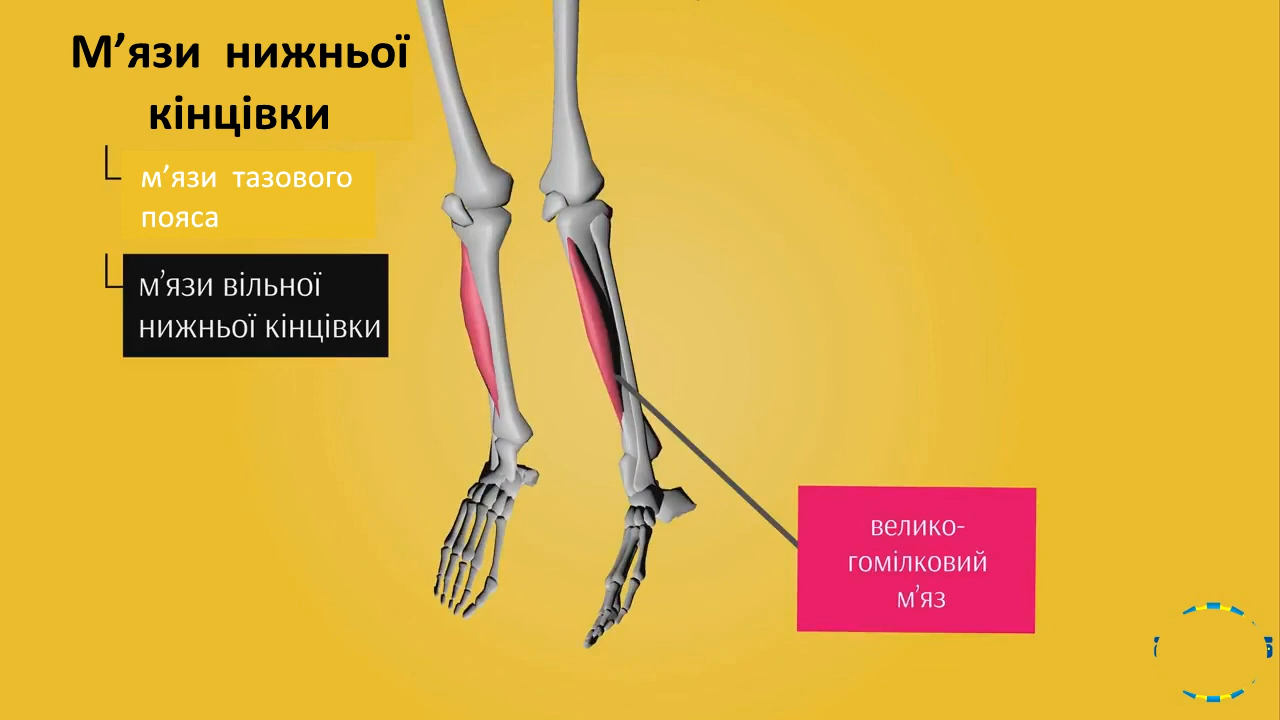 М’язи нижньої
кінцівки
м’язи тазового
пояса
м’язи вільної
нижньої кінцівки
велико-
гомілковий
м’яз